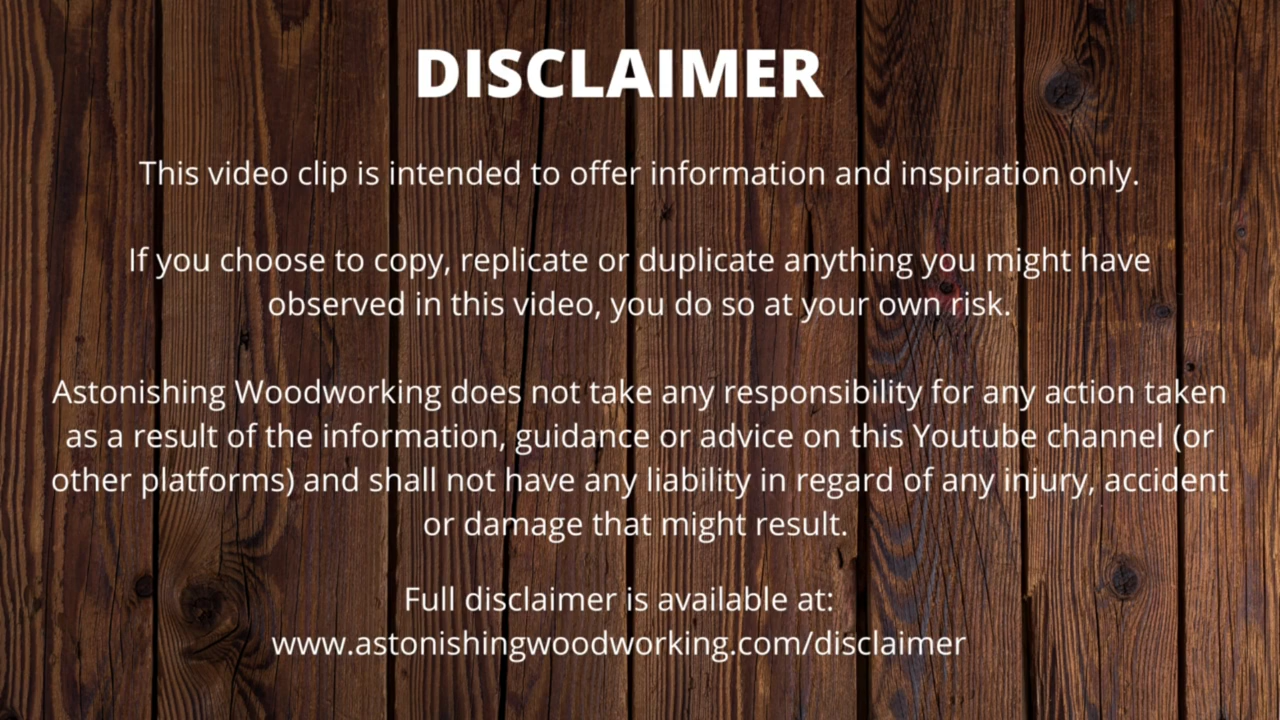 DISCLAIMER
This video clip is intended to offer information and inspiration only.
If you choose to copy, replicate or duplicate anything you might have
observed in this video, you do so at your own risk.
Astonishing Woodworking does not take any responsibility for any action taken
as a result of the information, guidance or advice on this Youtube channel (or
other platforms) and shall not have any liability in regard of any injury, accident
or damage that might result.
Full disclaimer is available at:
www.astonishingwoodworking.com/disclaimer